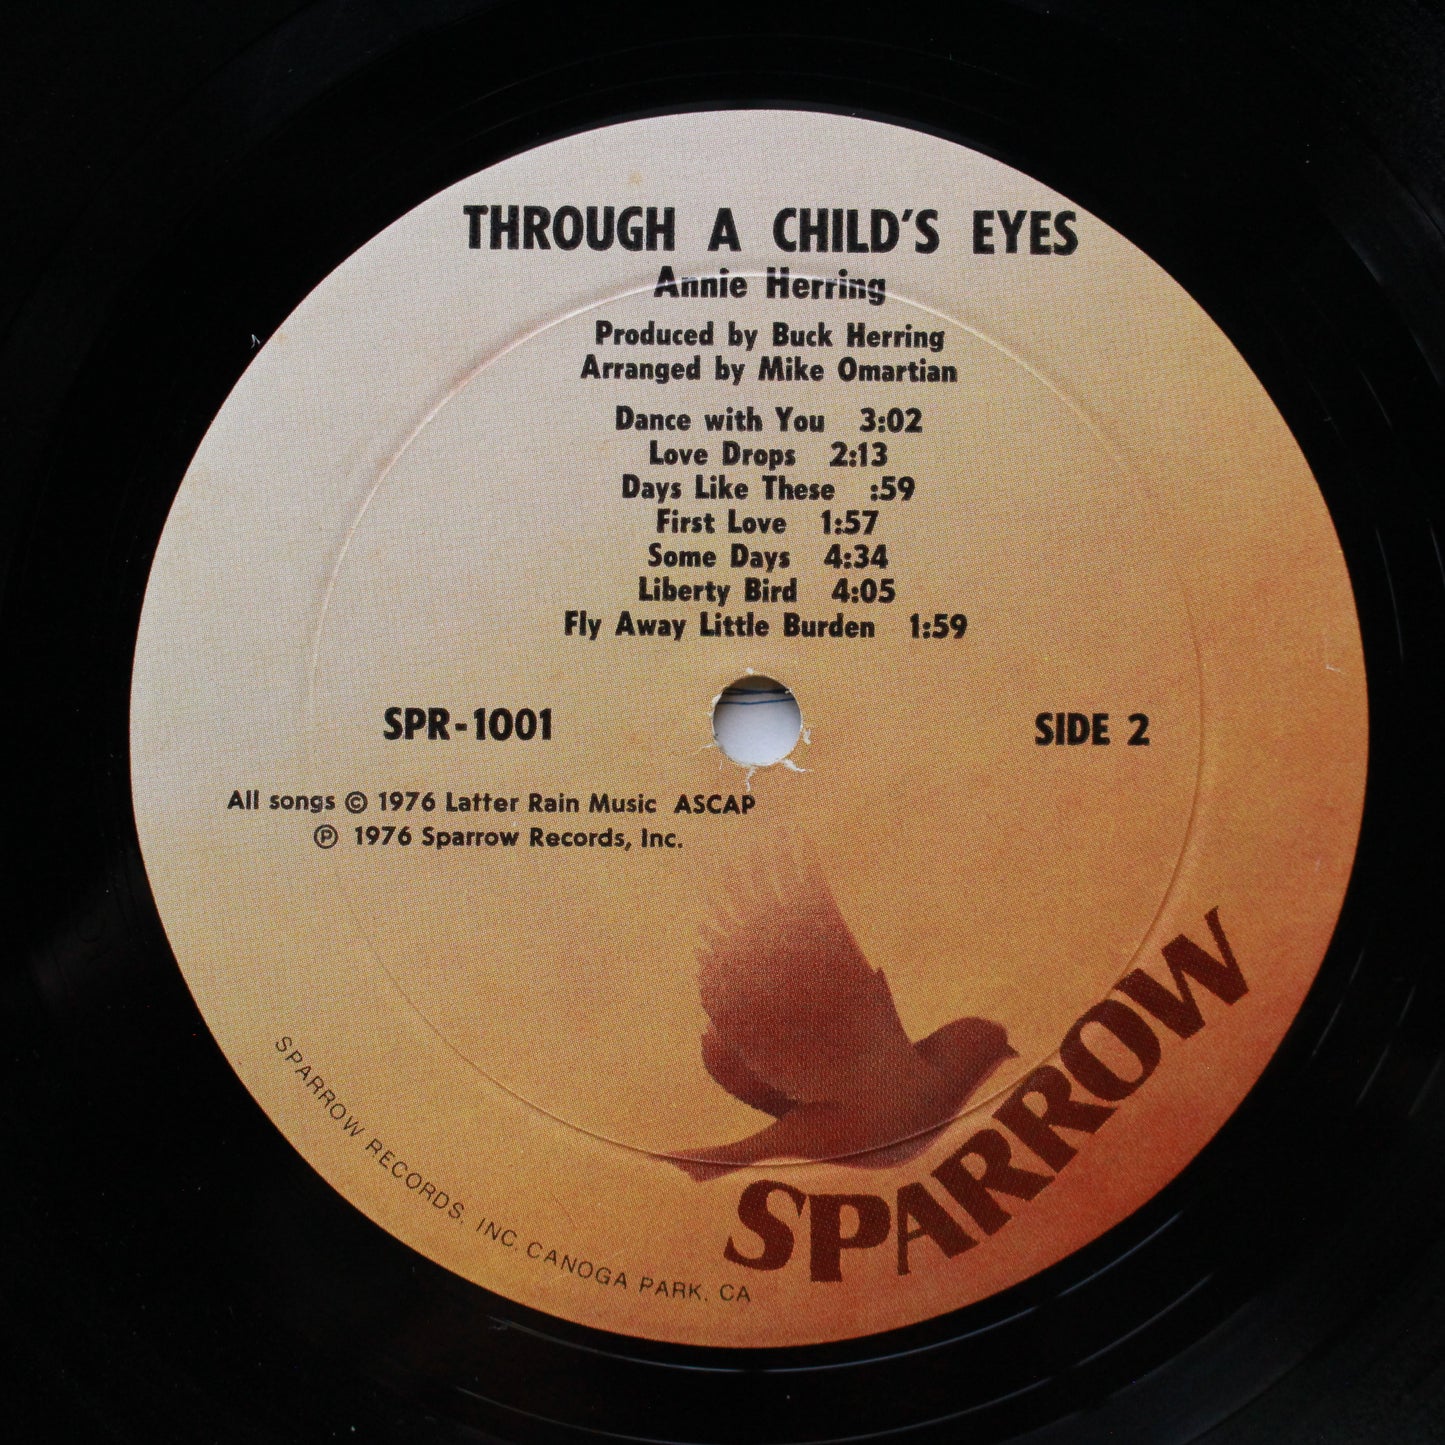 THROUGH A CHILD'S EYES
Annie Herring
Produced by Buck Herring
Arranged by Mike Omartian
Dance with You 3:02
Love Drops 2:13
Days Like These :59
First Love 1:57
Some Days 4:34
Liberty Bird 4:05
Fly Away Little Burden 1:59
SPR-1001
SIDE 2
All songs © 1976 Latter Rain Music ASCAP
℗ 1976 Sparrow Records, Inc.
SPARROW
SPARROW RECORDS, INC. CANOGA PARK, CA